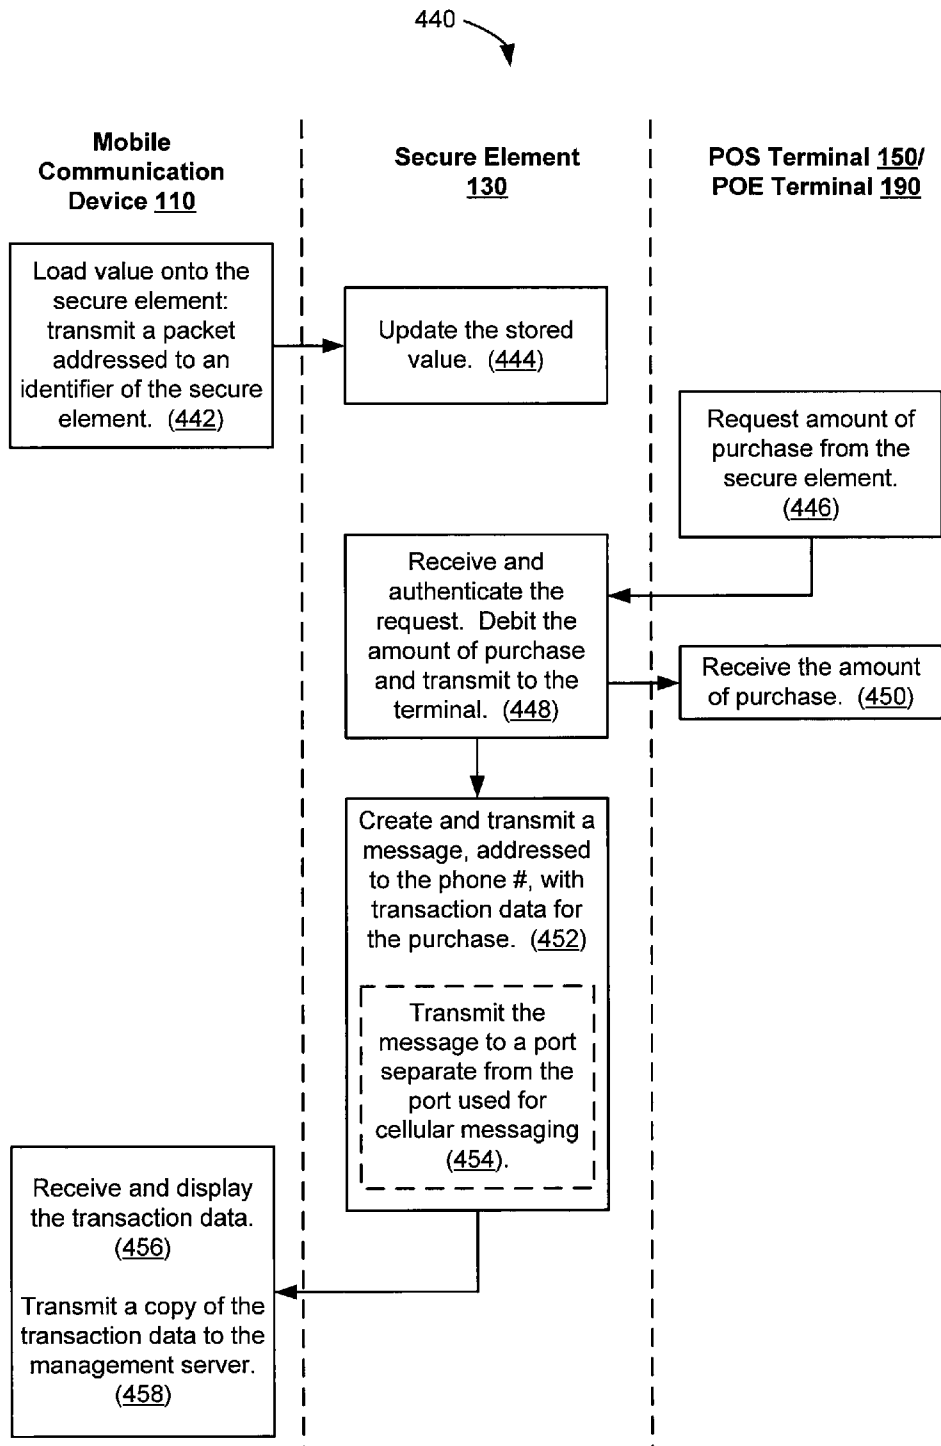 440
Mobile
Communication
Device 110
Secure Element
130
POS Terminal 150/
POE Terminal 190
Load value onto the
secure element:
transmit a packet
addressed to an
identifier of the secure
element. (442)
Update the stored
value. (444)
Request amount of
purchase from the
secure element.
(446)
Receive and
authenticate the
request. Debit the
amount of purchase
and transmit to the
terminal. (448)
Receive the amount
of purchase. (450)
Create and transmit a
message, addressed
to the phone #, with
transaction data for
the purchase. (452)
Transmit the
message to a port
separate from the
port used for
cellular messaging
(454).
Receive and display
the transaction data.
(456)
Transmit a copy of the
transaction data to the
management server.
(458)